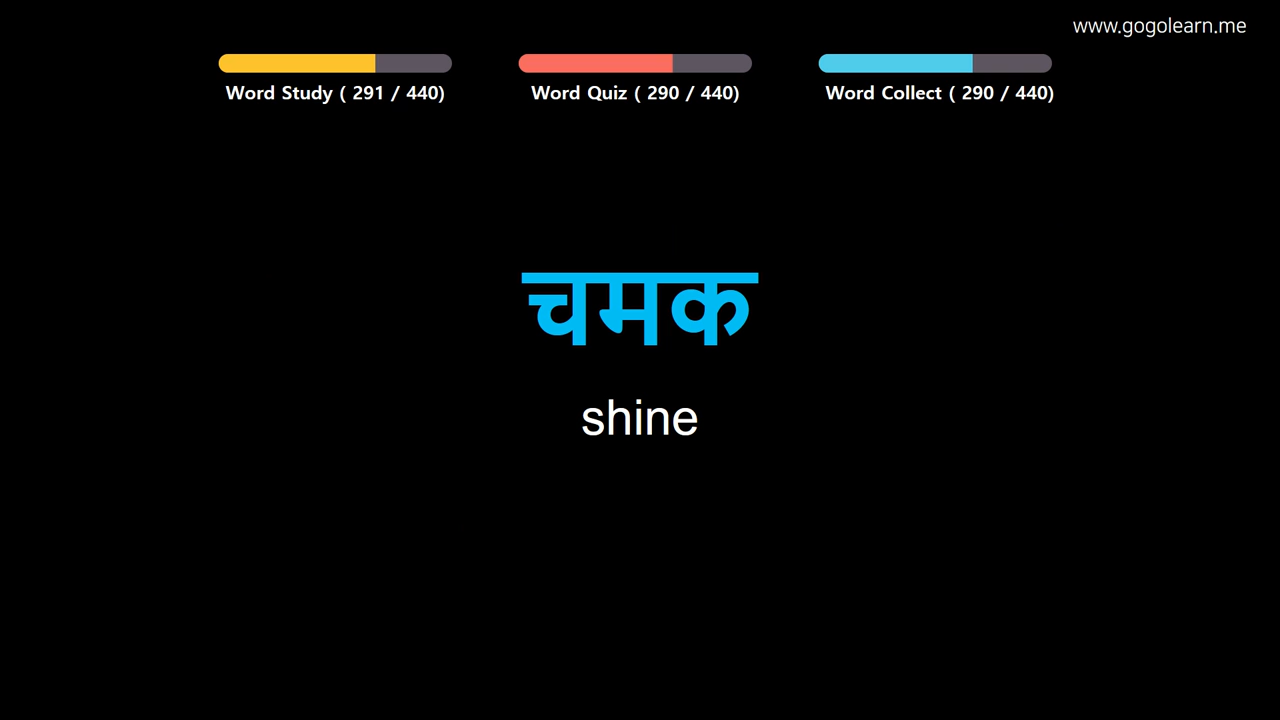 www.gogolearn.me
Word Study ( 291 / 440)
Word Quiz ( 290 / 440)
Word Collect ( 290 / 440)
चमक
shine